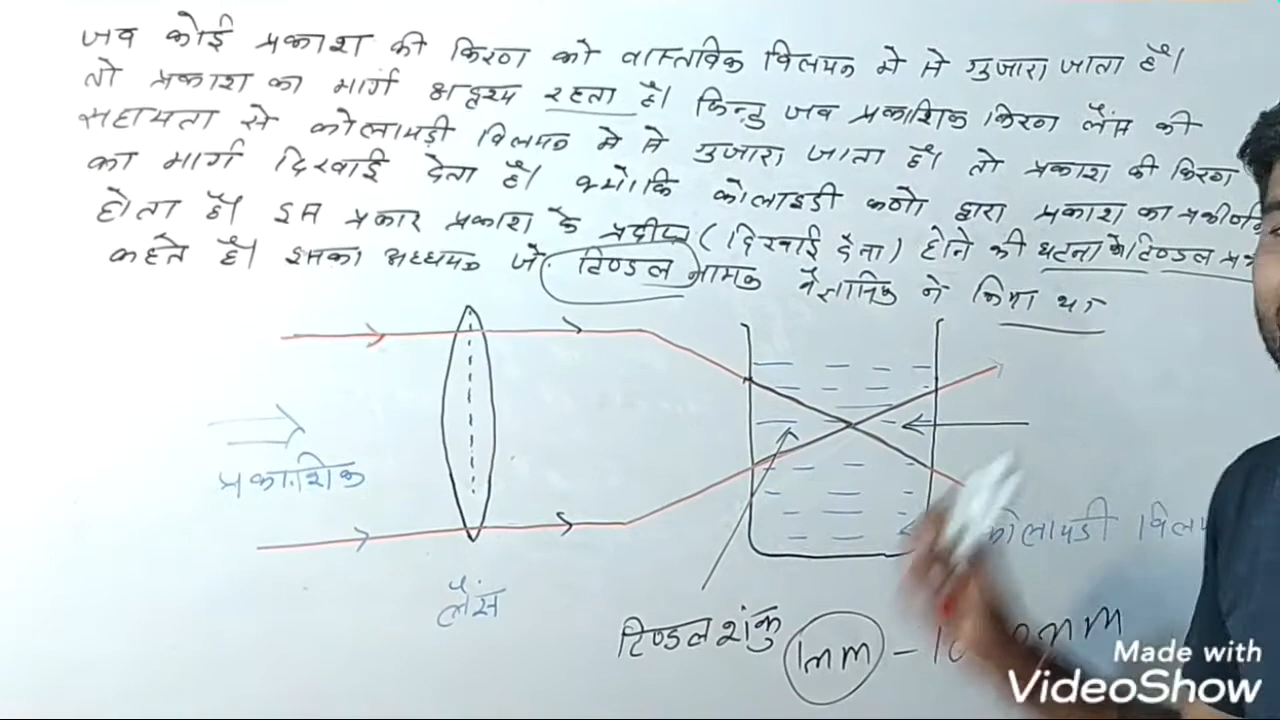 जब कोई प्रकाश की किरण को वास्तविक विलयन मे से गुजारा जाता है।
तो प्रकाश का मार्ग अदृश्य रहता है। किन्तु जब प्रकाशिक किरण लैंस की
सहायता से कोलायड़ी विलयन मे से गुजारा जाता है। तो प्रकाश की किरण
का मार्ग दिखाई देता है। क्योकि कोलाइडी कणो द्वारा प्रकाश का
होता है। इस प्रकार प्रकाश के प्रदीप्त (दिखाई देना) होने की घटना को टिण्डल
कहते है। इसका अध्ययन जे. टिण्डल नामक वैज्ञानिक ने किया था
प्रकाशिक
लैंस
कोलायडी
टिण्डल शंकु
1mm -
Made with
VideoShow